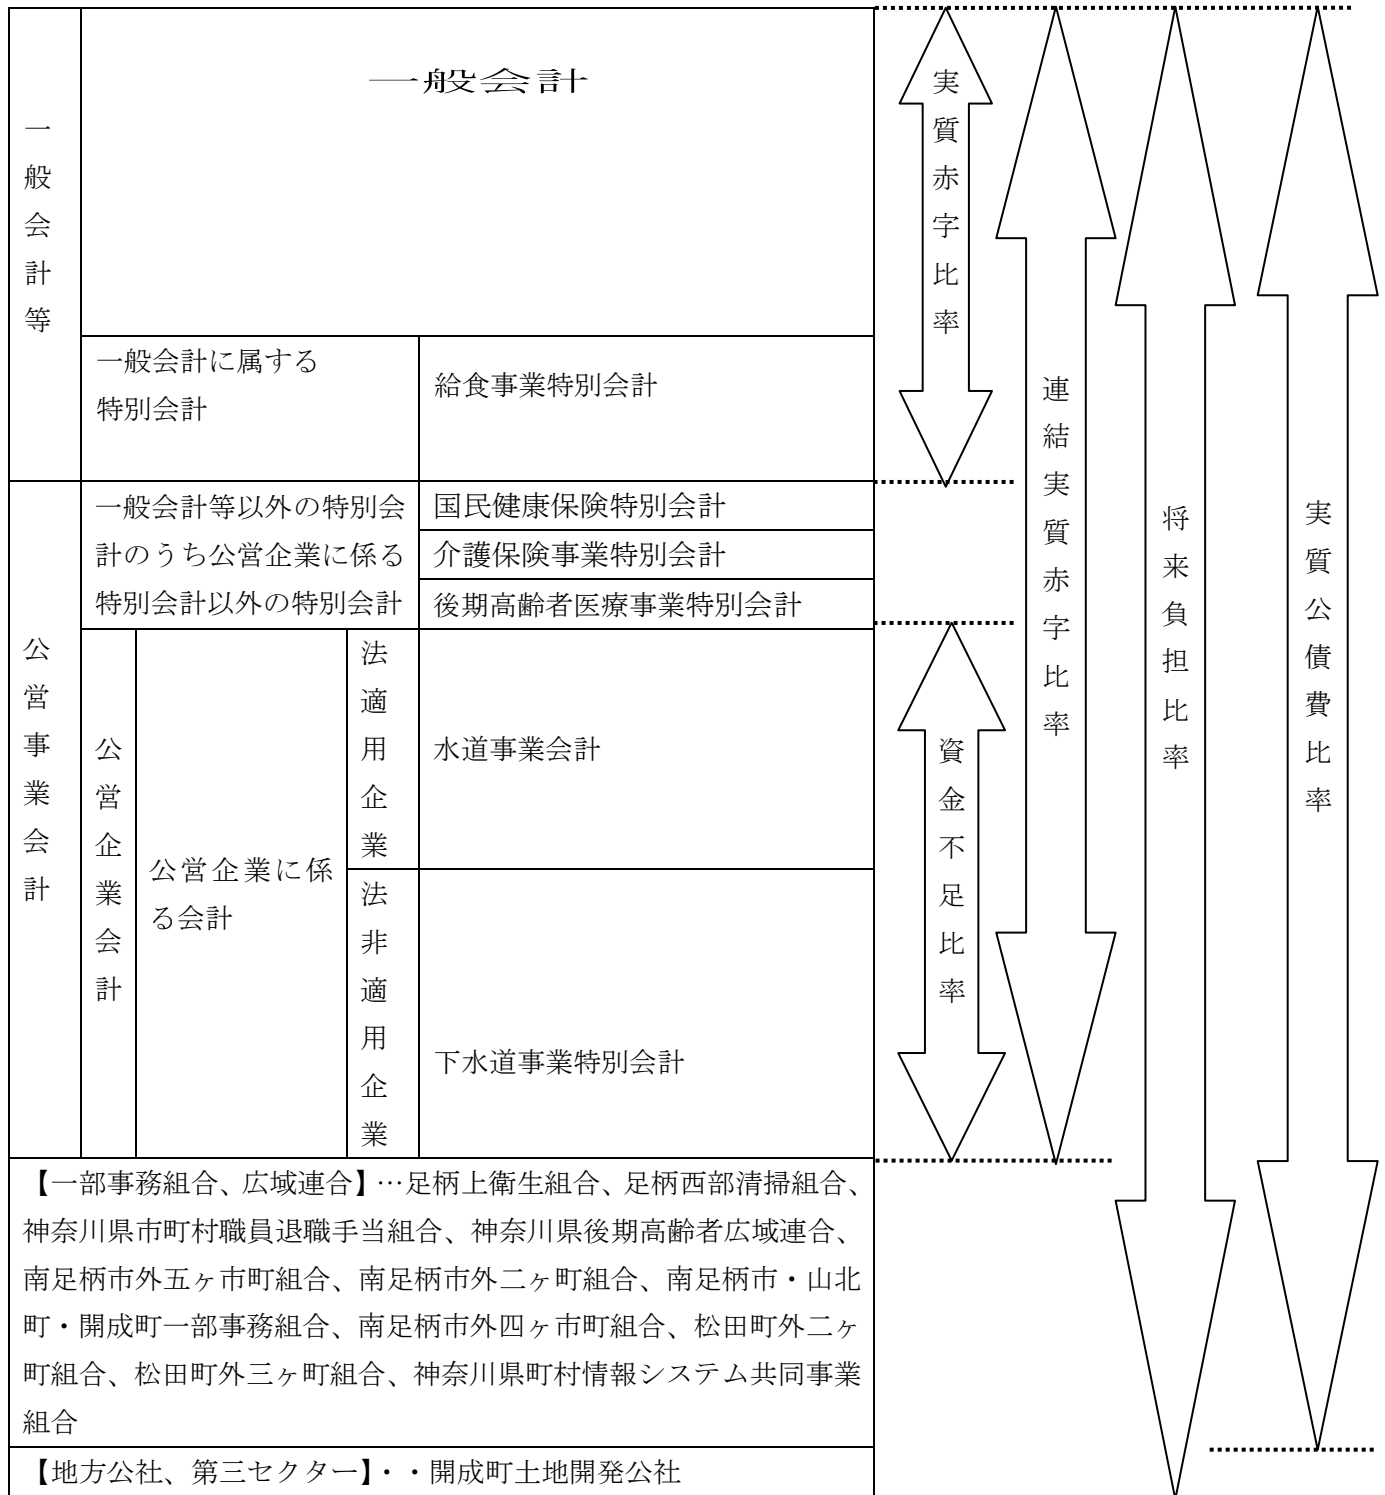 一般会計等
一般会計
一般会計に属する
特別会計
給食事業特別会計
公営事業会計
一般会計等以外の特別会
計のうち公営企業に係る
特別会計以外の特別会計
国民健康保険特別会計
介護保険事業特別会計
後期高齢者医療事業特別会計
公営企業会計
公営企業に係
る会計
法適用企業
水道事業会計
法非適用企業
下水道事業特別会計
【一部事務組合、広域連合】…足柄上衛生組合、足柄西部清掃組合、
神奈川県市町村職員退職手当組合、神奈川県後期高齢者広域連合、
南足柄市外五ヶ市町組合、南足柄市外二ヶ町組合、南足柄市・山北
町・開成町一部事務組合、南足柄市外四ヶ市町組合、松田町外二ヶ
町組合、松田町外三ヶ町組合、神奈川県町村情報システム共同事業
組合
【地方公社、第三セクター】・・開成町土地開発公社
実質赤字比率
資金不足比率
連結実質赤字比率
将来負担比率
実質公債費比率